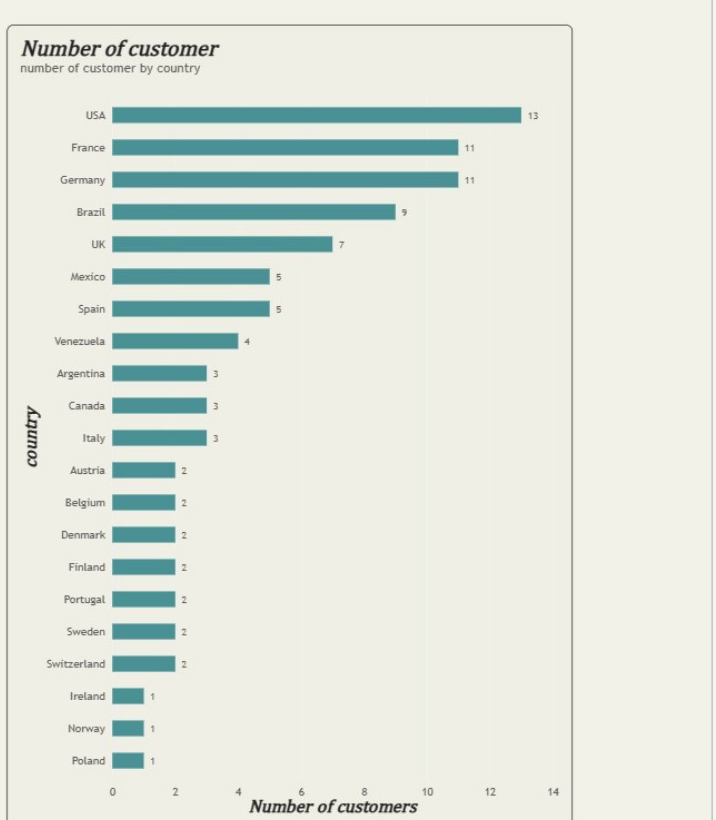 Number of customer
number of customer by country
USA 13
France 11
Germany 11
Brazil 9
UK 7
Mexico 5
Spain 5
Venezuela 4
Argentina 3
Canada 3
country
Italy 3
Austria 2
Belgium 2
Denmark 2
Finland 2
Portugal 2
Sweden 2
Switzerland 2
Ireland 1
Norway 1
Poland 1
0 2 4 6 8 10 12 14
Number of customers